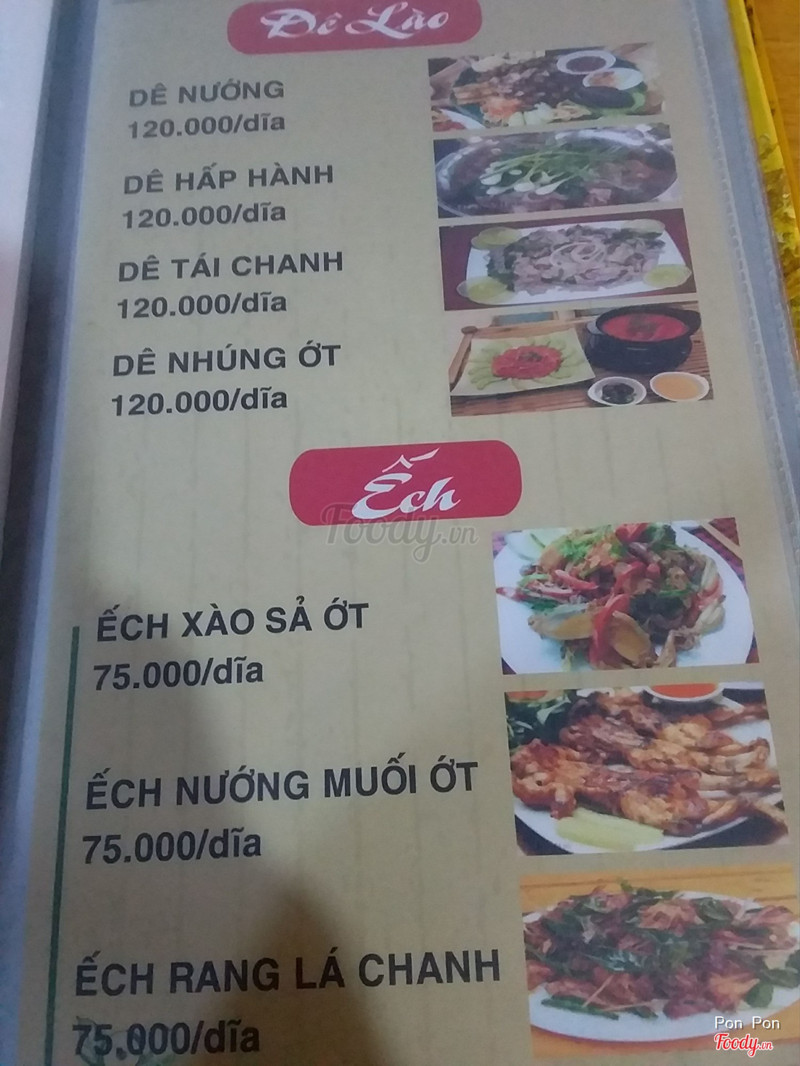 Dê Lào
DÊ NƯỚNG
120.000/dĩa
DÊ HẤP HÀNH
120.000/dĩa
DÊ TÁI CHANH
120.000/dĩa
DÊ NHÚNG ỚT
120.000/dĩa
Ếch
Foody.vn
ẾCH XÀO SẢ ỚT
75.000/dĩa
ẾCH NƯỚNG MUỐI ỚT
75.000/dĩa
ẾCH RANG LÁ CHANH
75.000/dĩa
Pon Pon
Foody.vn